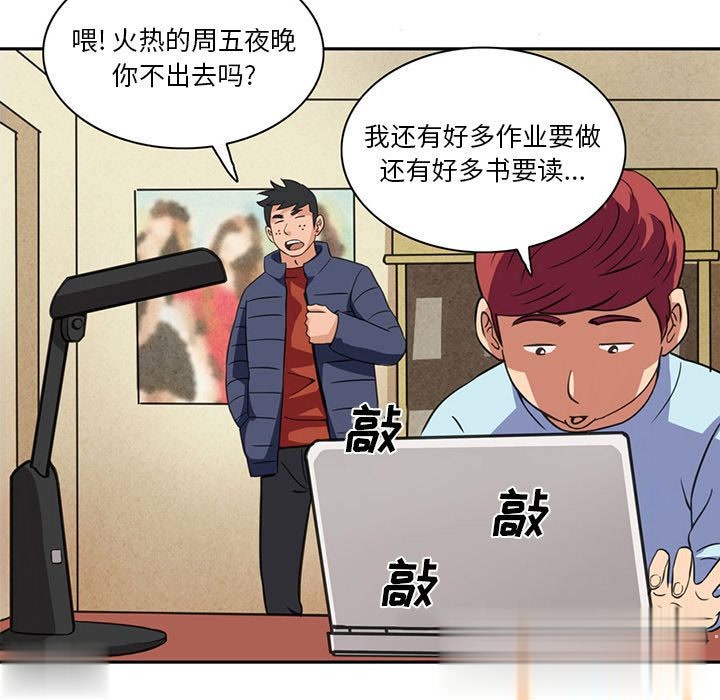 喂! 火热的周五夜晚
你不出去吗?
我还有好多作业要做
还有好多书要读...
敲
敲
敲